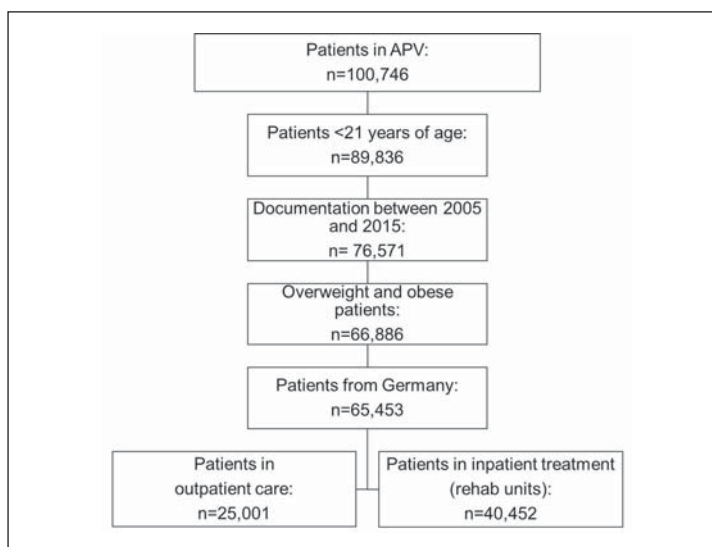 Patients in APV:
n=100,746
Patients <21 years of age:
n=89,836
Documentation between 2005
and 2015:
n= 76,571
Overweight and obese
patients:
n=66,886
Patients from Germany:
n=65,453
Patients in
outpatient care:
n=25,001
Patients in inpatient treatment
(rehab units):
n=40,452